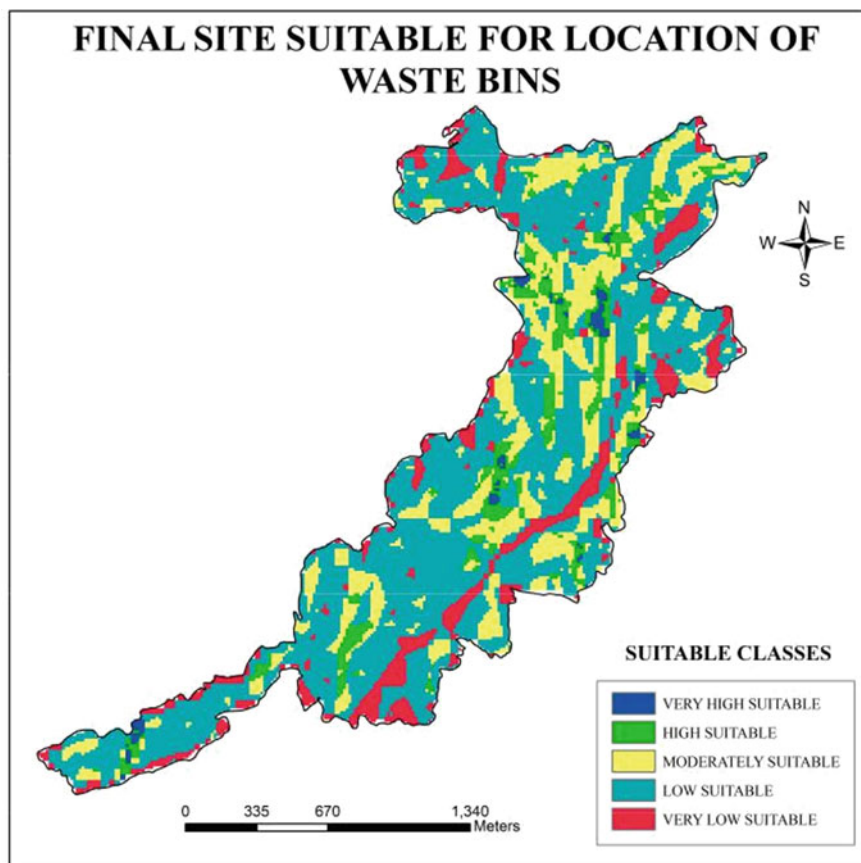 FINAL SITE SUITABLE FOR LOCATION OF
WASTE BINS
N
W E
S
SUITABLE CLASSES
VERY HIGH SUITABLE
HIGH SUITABLE
MODERATELY SUITABLE
LOW SUITABLE
VERY LOW SUITABLE
0 335 670 1,340
Meters